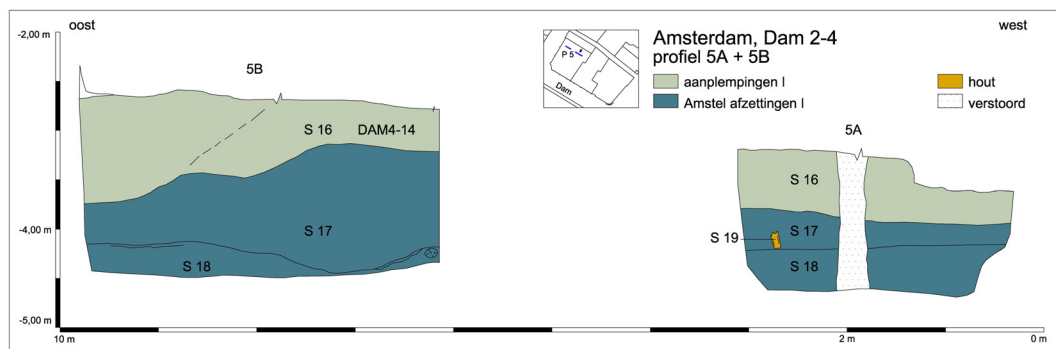 oost
west
-2,00 m
5B
P 5
Dam
Amsterdam, Dam 2-4
profiel 5A + 5B
aanplempingen I
hout
Amstel afzettingen I
verstoord
5A
S 16
DAM4-14
S 16
S 17
S 17
S 19
-4,00 m
S 18
S 18
-5,00 m
10 m
2 m
0 m